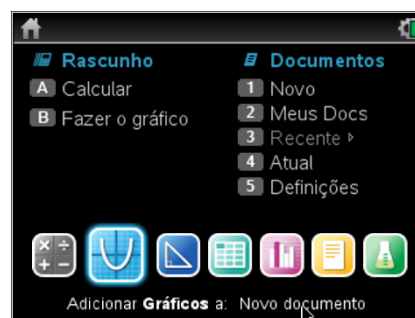 Rascunho
A Calcular
B Fazer o gráfico
Documentos
1 Novo
2 Meus Docs
3 Recente ▹
4 Atual
5 Definições
Adicionar Gráficos a: Novo documento